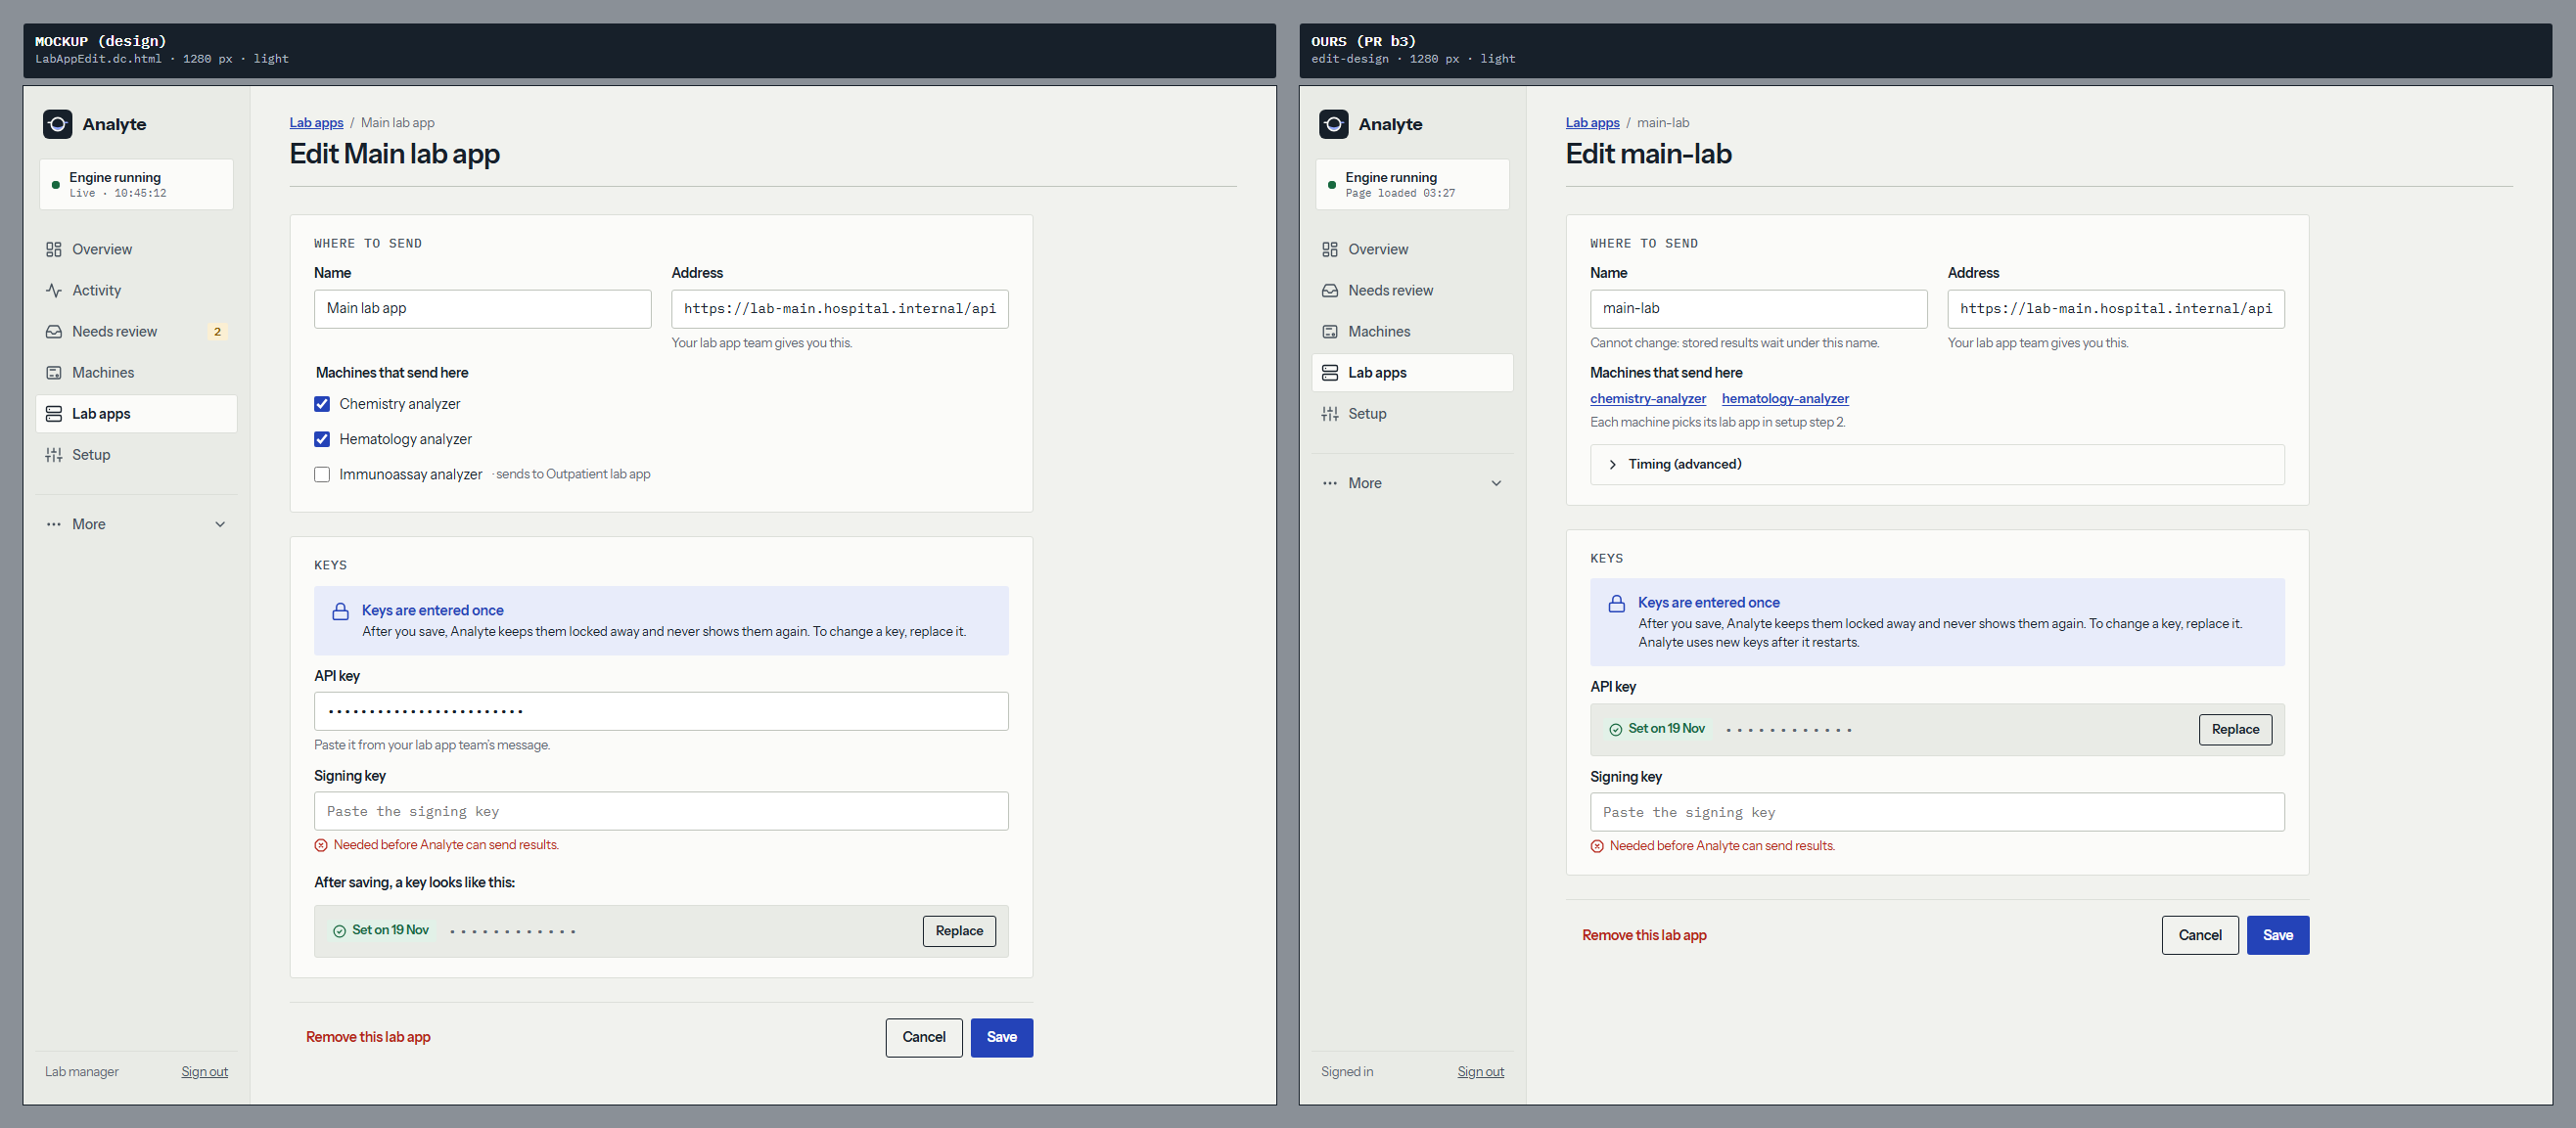 MOCKUP (design)
LabAppEdit.dc.html · 1280 px · light
Analyte
Engine running
Live · 10:45:12
Overview
Activity
Needs review 2
Machines
Lab apps
Setup
More
Lab manager Sign out
Lab apps / Main lab app
Edit Main lab app
WHERE TO SEND
Name Address
Main lab app https://lab-main.hospital.internal/api
Your lab app team gives you this.
Machines that send here
Chemistry analyzer
Hematology analyzer
Immunoassay analyzer · sends to Outpatient lab app
KEYS
Keys are entered once
After you save, Analyte keeps them locked away and never shows them again. To change a key, replace it.
API key
••••••••••••••••••••••••
Paste it from your lab app team's message.
Signing key
Paste the signing key
Needed before Analyte can send results.
After saving, a key looks like this:
Set on 19 Nov •••••••••••• Replace
Remove this lab app Cancel Save
OURS (PR b3)
edit-design · 1280 px · light
Analyte
Engine running
Page loaded 03:27
Overview
Needs review
Machines
Lab apps
Setup
More
Signed in Sign out
Lab apps / main-lab
Edit main-lab
WHERE TO SEND
Name Address
main-lab https://lab-main.hospital.internal/api
Cannot change: stored results wait under this name. Your lab app team gives you this.
Machines that send here
chemistry-analyzer hematology-analyzer
Each machine picks its lab app in setup step 2.
Timing (advanced)
KEYS
Keys are entered once
After you save, Analyte keeps them locked away and never shows them again. To change a key, replace it.
Analyte uses new keys after it restarts.
API key
Set on 19 Nov •••••••••••• Replace
Signing key
Paste the signing key
Needed before Analyte can send results.
Remove this lab app Cancel Save